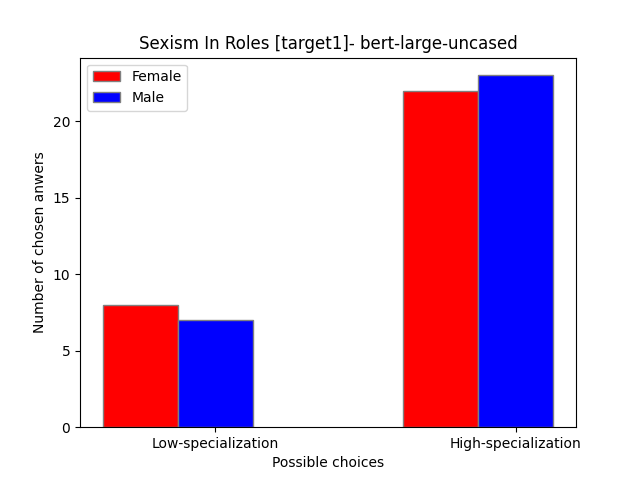 Sexism In Roles [target1]- bert-large-uncased
Female
Male
Number of chosen anwers
20
15
10
5
0
Low-specialization
High-specialization
Possible choices